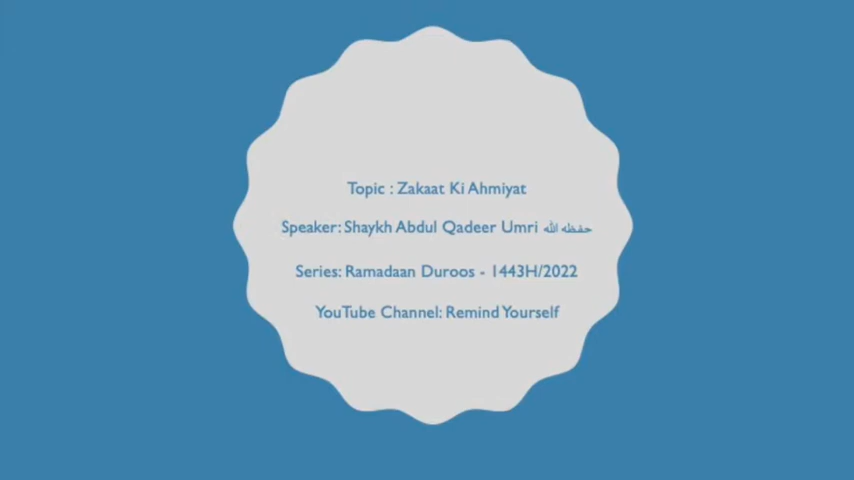 Topic : Zakaat Ki Ahmiyat
Speaker: Shaykh Abdul Qadeer Umri حفظه الله
Series: Ramadaan Duroos - 1443H/2022
YouTube Channel: Remind Yourself